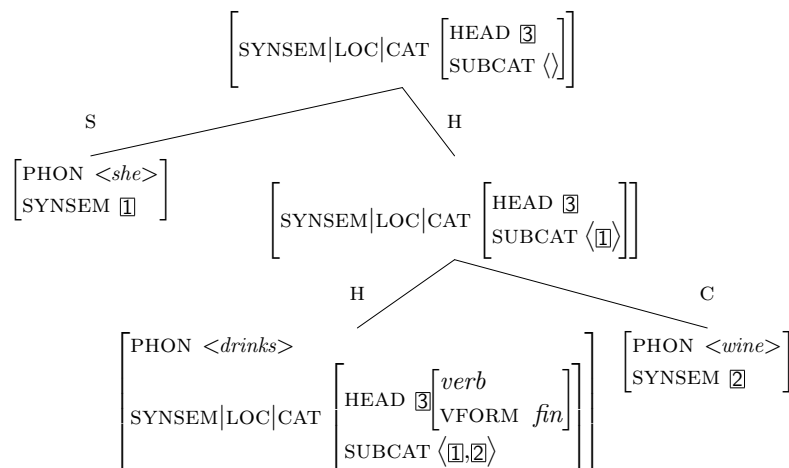 SYNSEM|LOC|CAT [HEAD 3
SUBCAT ⟨⟩]
S H
[PHON <she>
SYNSEM 1]
[SYNSEM|LOC|CAT [HEAD 3
SUBCAT ⟨1⟩]]
H C
[PHON <drinks>
SYNSEM|LOC|CAT [HEAD 3 [verb
VFORM fin]
SUBCAT ⟨1,2⟩]]
[PHON <wine>
SYNSEM 2]